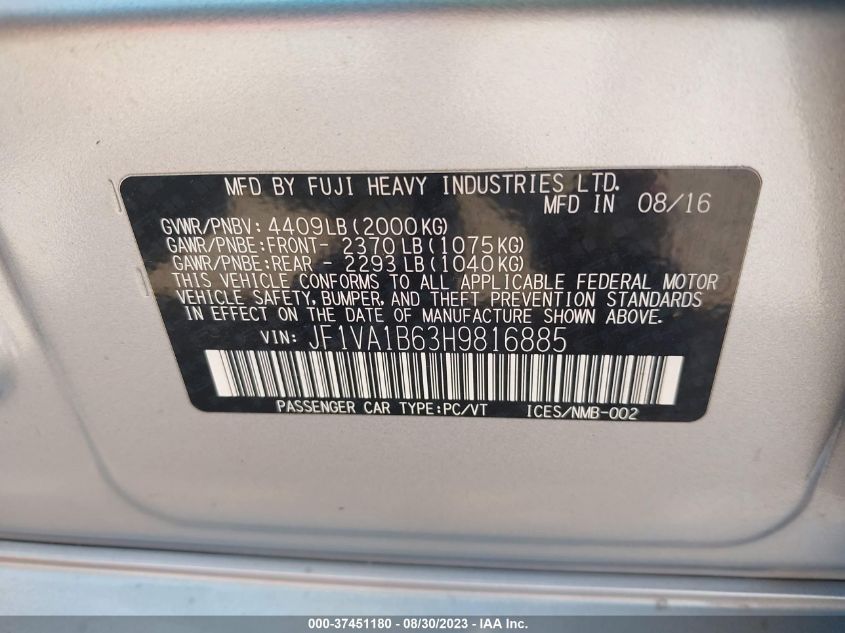 MFD BY FUJI HEAVY INDUSTRIES LTD.
MFD IN 08/16
GVWR/PNBV: 4409LB(2000KG)
GAWR/PNBE:FRONT- 2370LB(1075KG)
GAWR/PNBE:REAR - 2293LB(1040KG)
THIS VEHICLE CONFORMS TO ALL APPLICABLE FEDERAL MOTOR
VEHICLE SAFETY, BUMPER, AND THEFT PREVENTION STANDARDS
IN EFFECT ON THE DATE OF MANUFACTURE SHOWN ABOVE.
VIN: JF1VA1B63H9816885
PASSENGER CAR TYPE:PC/VT ICES/NMB-002
000-37451180 - 08/30/2023 - IAA Inc.